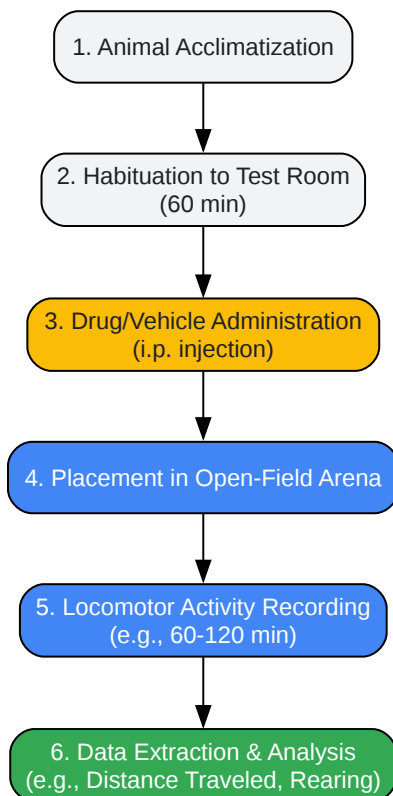 1. Animal Acclimatization
2. Habituation to Test Room
(60 min)
3. Drug/Vehicle Administration
(i.p. injection)
4. Placement in Open-Field Arena
5. Locomotor Activity Recording
(e.g., 60-120 min)
6. Data Extraction & Analysis
(e.g., Distance Traveled, Rearing)